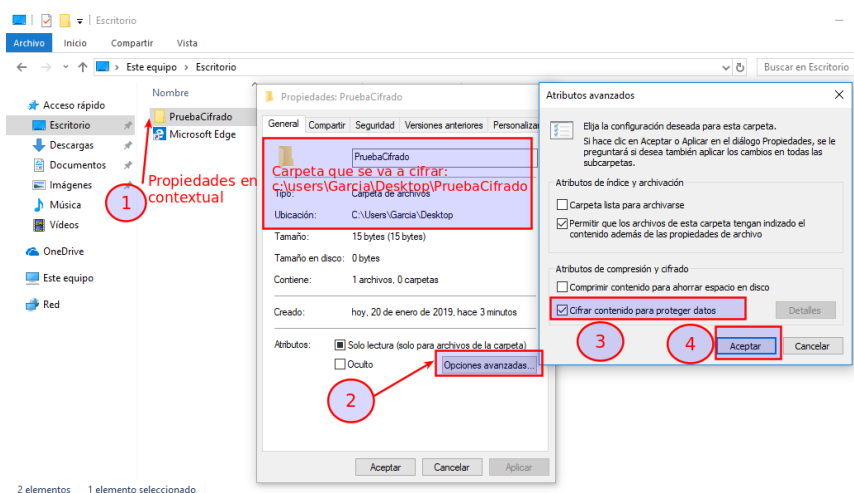 Escritorio
Archivo Inicio Compartir Vista
Este equipo > Escritorio
Buscar en Escritorio
Acceso rápido
Escritorio
Descargas
Documentos
Imágenes
Música
Vídeos
OneDrive
Este equipo
Red
Nombre
PruebaCifrado
Microsoft Edge
1
Propiedades en
contextual
Propiedades: PruebaCifrado
General Compartir Seguridad Versiones anteriores Personalizar
PruebaCifrado
Carpeta que se va a cifrar:
c:\users\Garcia\Desktop\PruebaCifrado
Tipo: Carpeta de archivos
Ubicación: C:\Users\Garcia\Desktop
Tamaño: 15 bytes (15 bytes)
Tamaño en disco: 0 bytes
Contiene: 1 archivos, 0 carpetas
Creado: hoy, 20 de enero de 2019, hace 3 minutos
Atributos: Solo lectura (solo para archivos de la carpeta)
Oculto
Opciones avanzadas...
2
Aceptar Cancelar Aplicar
Atributos avanzados
Elija la configuración deseada para esta carpeta.
Si hace clic en Aceptar o Aplicar en el diálogo Propiedades, se le
preguntará si desea también aplicar los cambios en todas las
subcarpetas.
Atributos de índice y archivación
Carpeta lista para archivarse
Permitir que los archivos de esta carpeta tengan indizado el
contenido además de las propiedades de archivo
Atributos de compresión y cifrado
Comprimir contenido para ahorrar espacio en disco
Cifrar contenido para proteger datos
Detalles
3
4
Aceptar Cancelar
2 elementos 1 elemento seleccionado